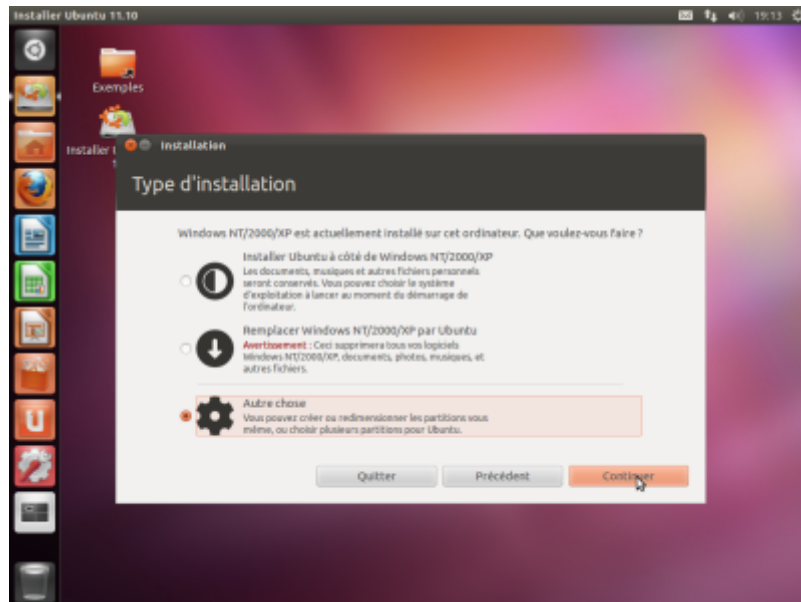 Installer Ubuntu 11.10
19:13
Exemples
Installer
Installation
Type d'installation
Windows NT/2000/XP est actuellement installé sur cet ordinateur. Que voulez-vous faire ?
Installer Ubuntu à côté de Windows NT/2000/XP
Les documents, musiques et autres fichiers personnels
seront conservés. Vous pouvez choisir le système
d'exploitation à lancer au moment du démarrage de
l'ordinateur.
Remplacer Windows NT/2000/XP par Ubuntu
Avertissement : Ceci supprimera tous vos logiciels
Windows NT/2000/XP, documents, photos, musiques, et
autres fichiers.
Autre chose
Vous pouvez créer ou redimensionner les partitions vous
même, ou choisir plusieurs partitions pour Ubuntu.
Quitter
Précédent
Continuer